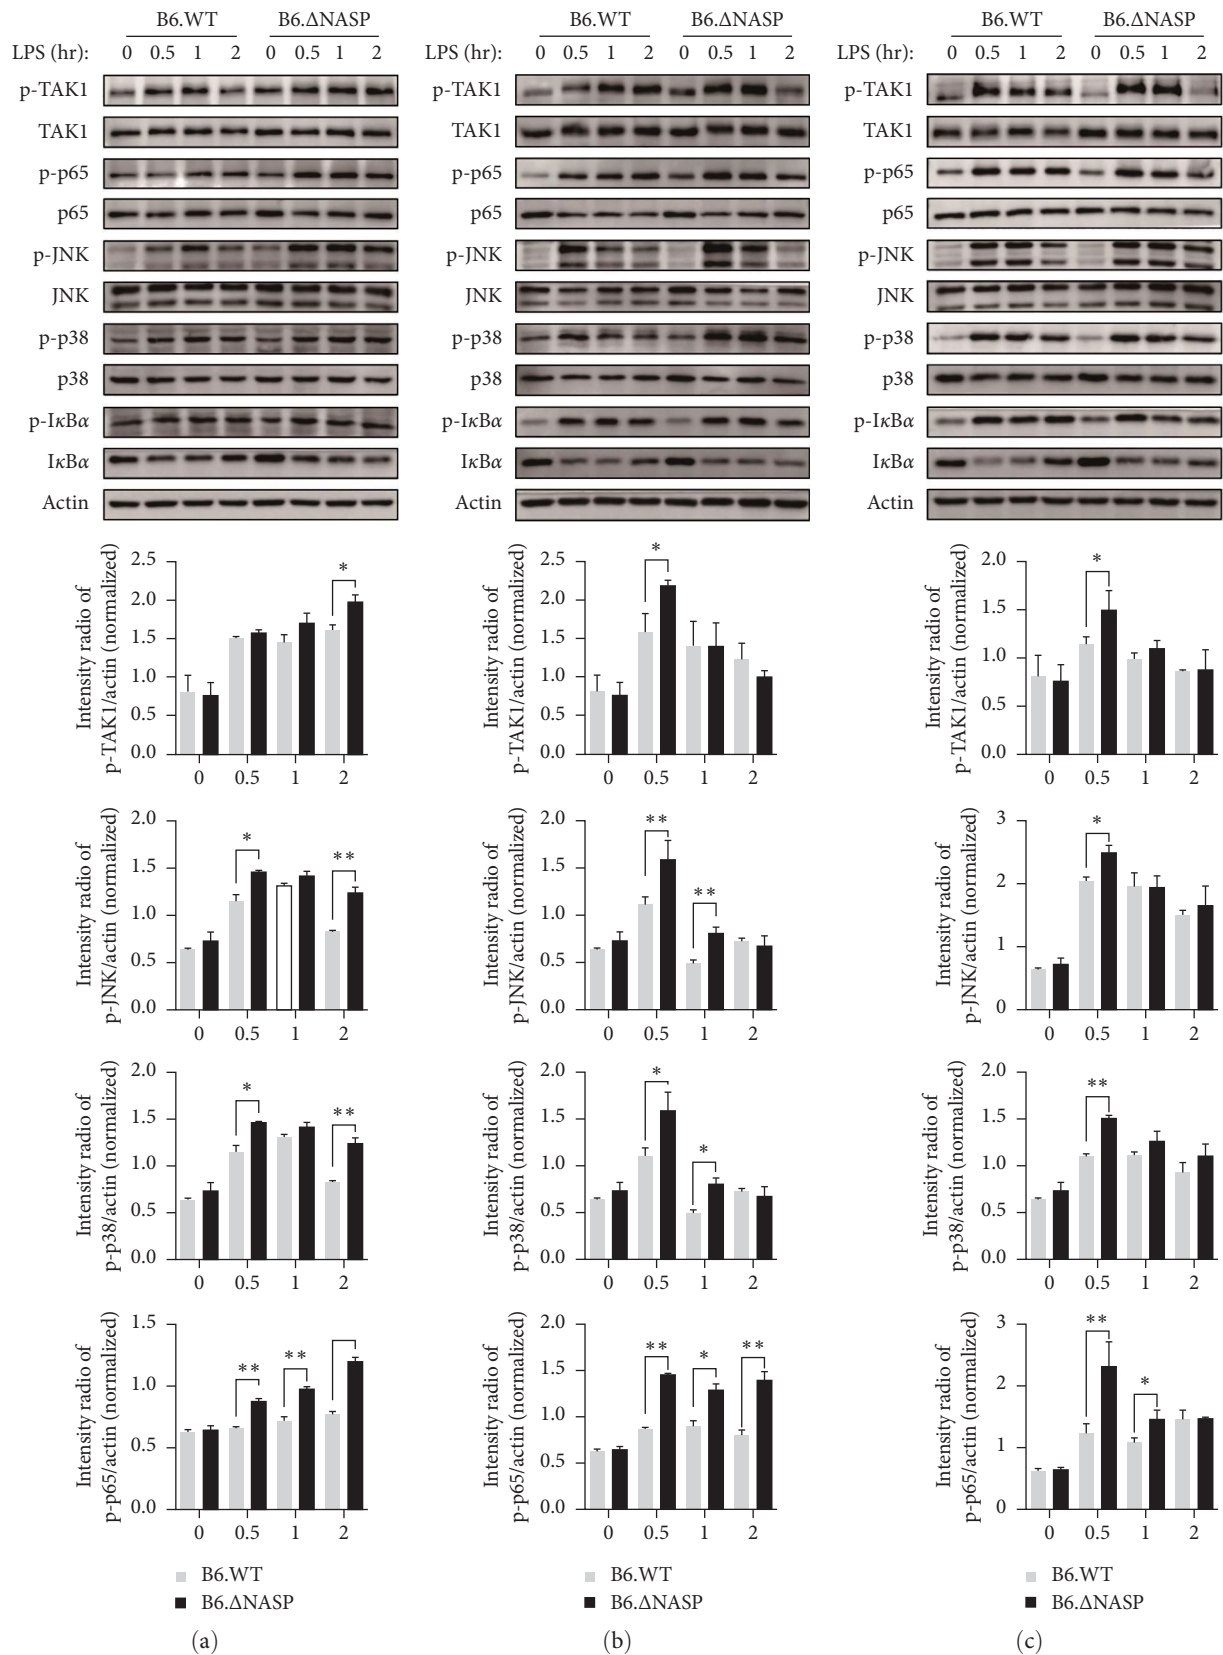 B6.WT B6.ΔNASP
LPS (hr): 0 0.5 1 2 0 0.5 1 2
p-TAK1
TAK1
p-p65
p65
p-JNK
JNK
p-p38
p38
p-IκBα
IκBα
Actin
Intensity radio of
p-TAK1/actin (normalized)
2.5
2.0
1.5
1.0
0.5
0.0
*
0 0.5 1 2
Intensity radio of
p-JNK/actin (normalized)
2.0
1.5
1.0
0.5
0.0
* **
0 0.5 1 2
Intensity radio of
p-p38/actin (normalized)
2.0
1.5
1.0
0.5
0.0
* **
0 0.5 1 2
Intensity radio of
p-p65/actin (normalized)
1.5
1.0
0.5
0.0
** **
0 0.5 1 2
B6.WT
B6.ΔNASP
(a)
B6.WT B6.ΔNASP
LPS (hr): 0 0.5 1 2 0 0.5 1 2
p-TAK1
TAK1
p-p65
p65
p-JNK
JNK
p-p38
p38
p-IκBα
IκBα
Actin
Intensity radio of
p-TAK1/actin (normalized)
2.5
2.0
1.5
1.0
0.5
0.0
*
0 0.5 1 2
Intensity radio of
p-JNK/actin (normalized)
2.0
1.5
1.0
0.5
0.0
** **
0 0.5 1 2
Intensity radio of
p-p38/actin (normalized)
2.0
1.5
1.0
0.5
0.0
* *
0 0.5 1 2
Intensity radio of
p-p65/actin (normalized)
2.0
1.5
1.0
0.5
0.0
** * **
0 0.5 1 2
B6.WT
B6.ΔNASP
(b)
B6.WT B6.ΔNASP
LPS (hr): 0 0.5 1 2 0 0.5 1 2
p-TAK1
TAK1
p-p65
p65
p-JNK
JNK
p-p38
p38
p-IκBα
IκBα
Actin
Intensity radio of
p-TAK1/actin (normalized)
2.0
1.5
1.0
0.5
0.0
*
0 0.5 1 2
Intensity radio of
p-JNK/actin (normalized)
3
2
1
0
*
0 0.5 1 2
Intensity radio of
p-p38/actin (normalized)
2.0
1.5
1.0
0.5
0.0
**
0 0.5 1 2
Intensity radio of
p-p65/actin (normalized)
3
2
1
0
** *
0 0.5 1 2
B6.WT
B6.ΔNASP
(c)